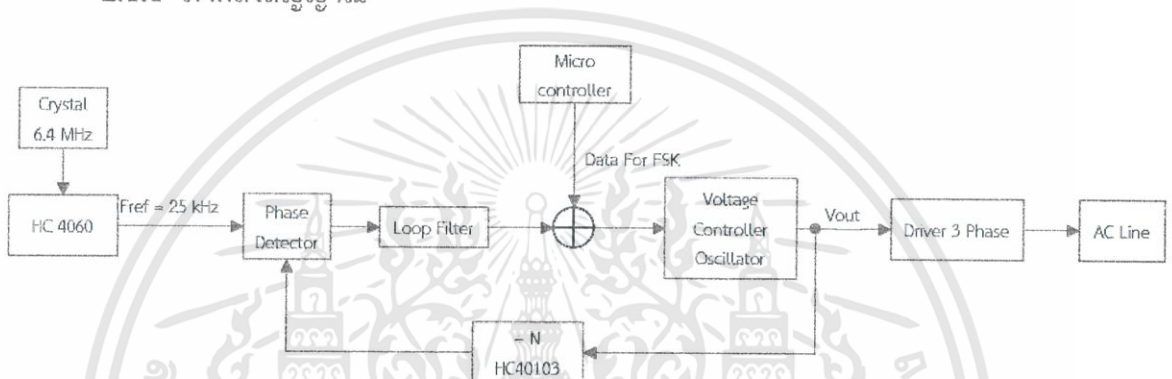 Micro
controller
Crystal
6.4 MHz
Data For FSK
HC 4060
Fref = 25 kHz
Phase
Detector
Loop Filter
Voltage
Controller
Oscillator
Vout
Driver 3 Phase
AC Line
– N
HC40103